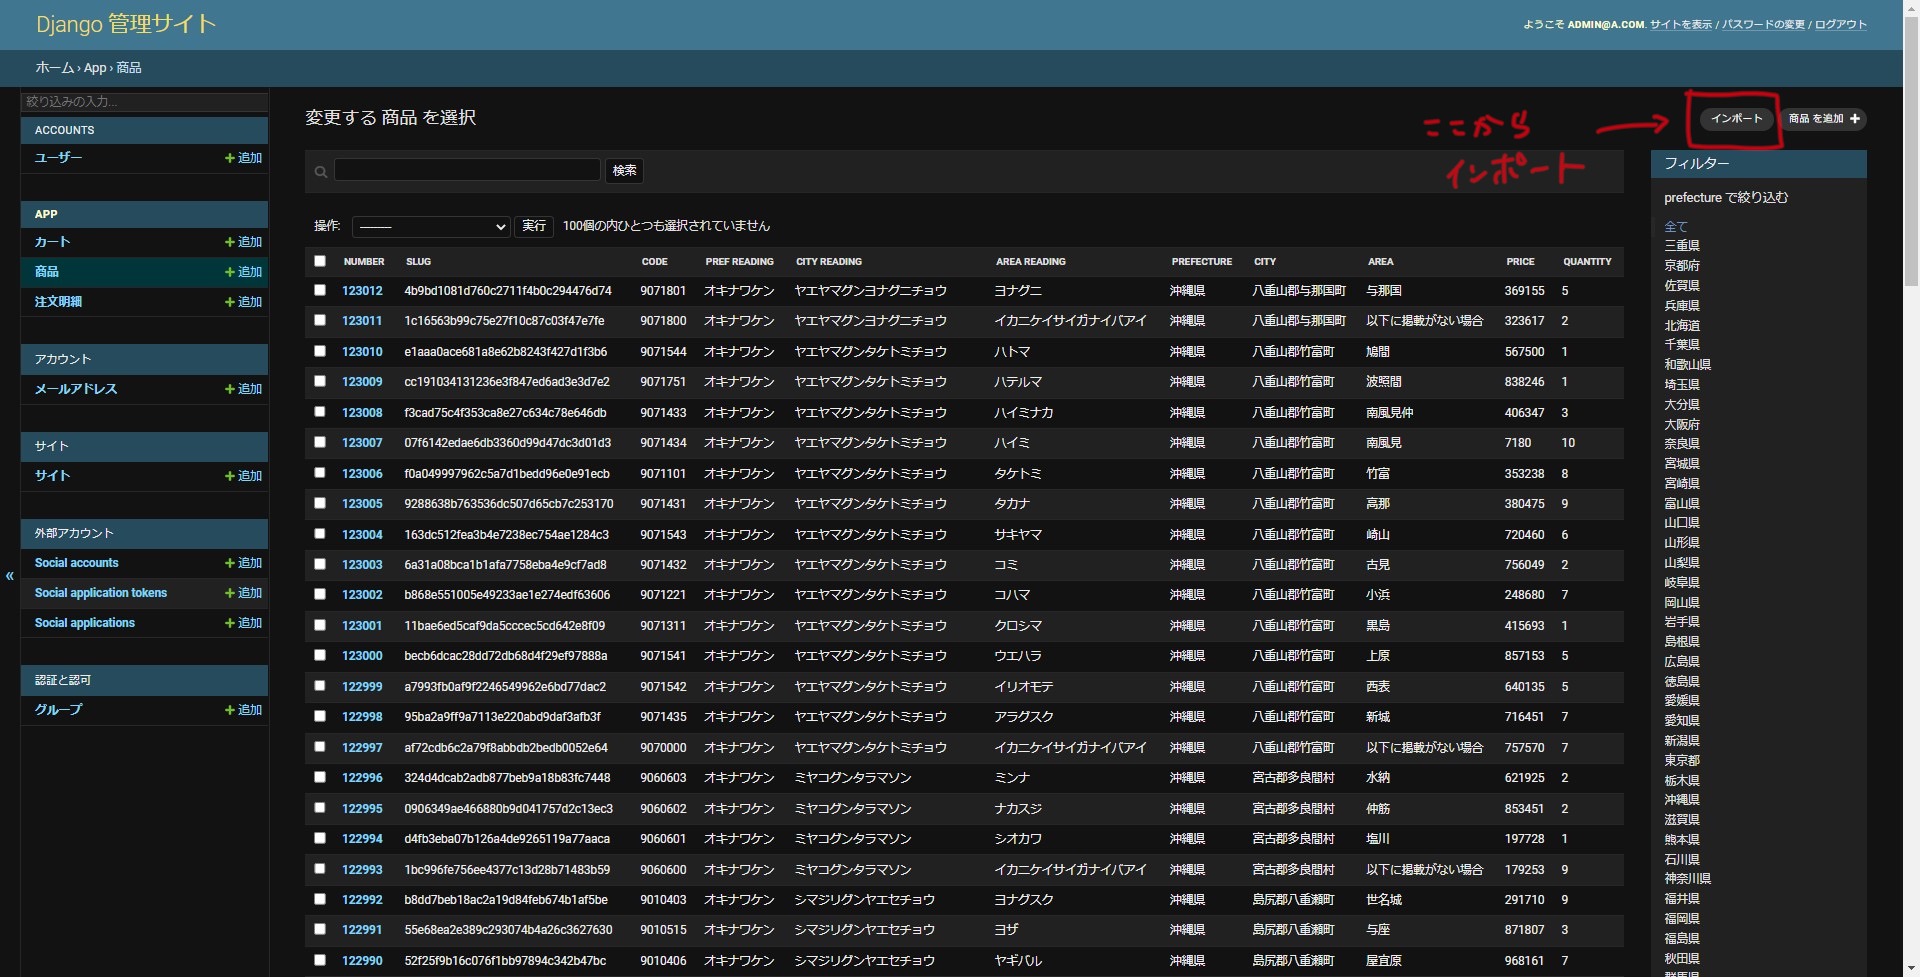 Django 管理サイト
ようこそ ADMIN@A.COM. サイトを表示 / パスワードの変更 / ログアウト
ホーム › App › 商品
絞り込みの入力...
ACCOUNTS
ユーザー 追加
APP
カート 追加
商品 追加
注文明細 追加
アカウント
メールアドレス 追加
サイト
サイト 追加
外部アカウント
Social accounts 追加
Social application tokens 追加
Social applications 追加
認証と認可
グループ 追加
«
変更する 商品 を選択
ここから
インポート
インポート
商品 を追加
検索
操作: --------- 実行 100個の内ひとつも選択されていません
NUMBER SLUG CODE PREF READING CITY READING AREA READING PREFECTURE CITY AREA PRICE QUANTITY
123012 4b9bd1081d760c2711f4b0c294476d74 9071801 オキナワケン ヤエヤマグンヨナグニチョウ ヨナグニ 沖縄県 八重山郡与那国町 与那国 369155 5
123011 1c16563b99c75e27f10c87c03f47e7fe 9071800 オキナワケン ヤエヤマグンヨナグニチョウ イカニケイサイガナイバアイ 沖縄県 八重山郡与那国町 以下に掲載がない場合 323617 2
123010 e1aaa0ace681a8e62b8243f427d1f3b6 9071544 オキナワケン ヤエヤマグンタケトミチョウ ハトマ 沖縄県 八重山郡竹富町 鳩間 567500 1
123009 cc191034131236e3f847ed6ad3e3d7e2 9071751 オキナワケン ヤエヤマグンタケトミチョウ ハテルマ 沖縄県 八重山郡竹富町 波照間 838246 1
123008 f3cad75c4f353ca8e27c634c78e646db 9071433 オキナワケン ヤエヤマグンタケトミチョウ ハイミナカ 沖縄県 八重山郡竹富町 南風見仲 406347 3
123007 07f6142edae6db3360d99d47dc3d01d3 9071434 オキナワケン ヤエヤマグンタケトミチョウ ハイミ 沖縄県 八重山郡竹富町 南風見 7180 10
123006 f0a049997962c5a7d1bedd96e0e91ecb 9071101 オキナワケン ヤエヤマグンタケトミチョウ タケトミ 沖縄県 八重山郡竹富町 竹富 353238 8
123005 9288638b763536dc507d65cb7c253170 9071431 オキナワケン ヤエヤマグンタケトミチョウ タカナ 沖縄県 八重山郡竹富町 高那 380475 9
123004 163dc512fea3b4e7238ec754ae1284c3 9071543 オキナワケン ヤエヤマグンタケトミチョウ サキヤマ 沖縄県 八重山郡竹富町 崎山 720460 6
123003 6a31a08bca1b1afa7758eba4e9cf7ad8 9071432 オキナワケン ヤエヤマグンタケトミチョウ コミ 沖縄県 八重山郡竹富町 古見 756049 2
123002 b868e551005e49233ae1e274edf63606 9071221 オキナワケン ヤエヤマグンタケトミチョウ コハマ 沖縄県 八重山郡竹富町 小浜 248680 7
123001 11bae6ed5caf9da5cccec5cd642e8f09 9071311 オキナワケン ヤエヤマグンタケトミチョウ クロシマ 沖縄県 八重山郡竹富町 黒島 415693 1
123000 becb6dcac28dd72db68d4f29ef97888a 9071541 オキナワケン ヤエヤマグンタケトミチョウ ウエハラ 沖縄県 八重山郡竹富町 上原 857153 5
122999 a7993fb0af9f2246549962e6bd77dac2 9071542 オキナワケン ヤエヤマグンタケトミチョウ イリオモテ 沖縄県 八重山郡竹富町 西表 640135 5
122998 95ba2a9ff9a7113e220abd9daf3afb3f 9071435 オキナワケン ヤエヤマグンタケトミチョウ アラグスク 沖縄県 八重山郡竹富町 新城 716451 7
122997 af72cdb6c2a79f8abbdb2bedb0052e64 9070000 オキナワケン ヤエヤマグンタケトミチョウ イカニケイサイガナイバアイ 沖縄県 八重山郡竹富町 以下に掲載がない場合 757570 7
122996 324d4dcab2adb877beb9a18b83fc7448 9060603 オキナワケン ミヤコグンタラマソン ミンナ 沖縄県 宮古郡多良間村 水納 621925 2
122995 0906349ae466880b9d041757d2c13ec3 9060602 オキナワケン ミヤコグンタラマソン ナカスジ 沖縄県 宮古郡多良間村 仲筋 853451 2
122994 d4fb3eba07b126a4de9265119a77aaca 9060601 オキナワケン ミヤコグンタラマソン シオカワ 沖縄県 宮古郡多良間村 塩川 197728 1
122993 1bc996fe756ee4377c13d28b71483b59 9060600 オキナワケン ミヤコグンタラマソン イカニケイサイガナイバアイ 沖縄県 宮古郡多良間村 以下に掲載がない場合 179253 9
122992 b8dd7beb18ac2a19d84feb674b1af5be 9010403 オキナワケン シマジリグンヤエセチョウ ヨナグスク 沖縄県 島尻郡八重瀬町 世名城 291710 9
122991 55e68ea2e389c293074b4a26c3627630 9010515 オキナワケン シマジリグンヤエセチョウ ヨザ 沖縄県 島尻郡八重瀬町 与座 871807 3
122990 52f25f9b16c076f1bb97894c342b47bc 9010406 オキナワケン シマジリグンヤエセチョウ ヤギバル 沖縄県 島尻郡八重瀬町 屋宜原 968161 7
フィルター
prefecture で絞り込む
全て
三重県
京都府
佐賀県
兵庫県
北海道
千葉県
和歌山県
埼玉県
大分県
大阪府
奈良県
宮城県
宮崎県
富山県
山口県
山形県
山梨県
岐阜県
岡山県
岩手県
島根県
広島県
徳島県
愛媛県
愛知県
新潟県
東京都
栃木県
沖縄県
滋賀県
熊本県
石川県
神奈川県
福井県
福岡県
福島県
秋田県